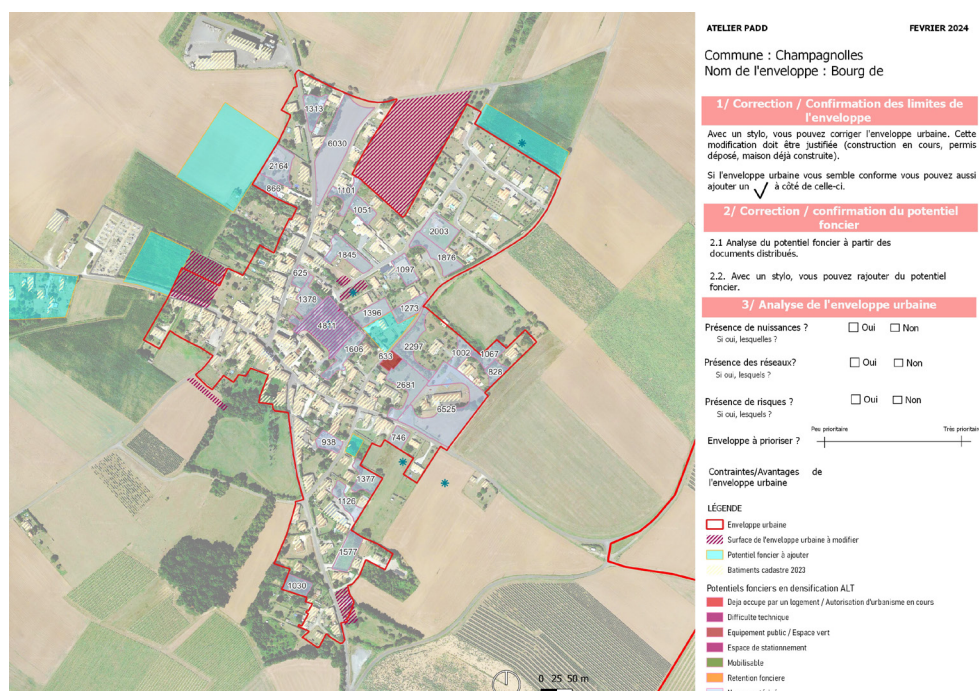 ATELIER PADD FEVRIER 2024
Commune : Champagnolles
Nom de l'enveloppe : Bourg de
1/ Correction / Confirmation des limites de
l'enveloppe
Avec un stylo, vous pouvez corriger l'enveloppe urbaine. Cette
modification doit être justifiée (construction en cours, permis
déposé, maison déjà construite).
Si l'enveloppe urbaine vous semble conforme vous pouvez aussi
ajouter un à côté de celle-ci.
2/ Correction / confirmation du potentiel
foncier
2.1 Analyse du potentiel foncier à partir des
documents distribués.
2.2. Avec un stylo, vous pouvez rajouter du potentiel
foncier.
3/ Analyse de l'enveloppe urbaine
Présence de nuisances ? Oui Non
Si oui, lesquelles ?
Présence des réseaux? Oui Non
Si oui, lesquels ?
Présence de risques ? Oui Non
Si oui, lesquels ?
Peu prioritaire Très prioritaire
Enveloppe à prioriser ?
Contraintes/Avantages de
l'enveloppe urbaine
LÉGENDE
Enveloppe urbaine
Surface de l'enveloppe urbaine à modifier
Potentiel foncier à ajouter
Batiments cadastre 2023
Potentiels fonciers en densification ALT
Deja occupe par un logement / Autorisation d'urbanisme en cours
Difficulte technique
Equipement public / Espace vert
Espace de stationnement
Mobilisable
Retention fonciere
1313
6030
2164
866
1101
1051
2003
1845
1876
1097
625
1378
1396
1273
4811
1606
633
2297
1002
1067
828
2681
6525
746
938
1377
1126
1577
1030
0 25 50 m